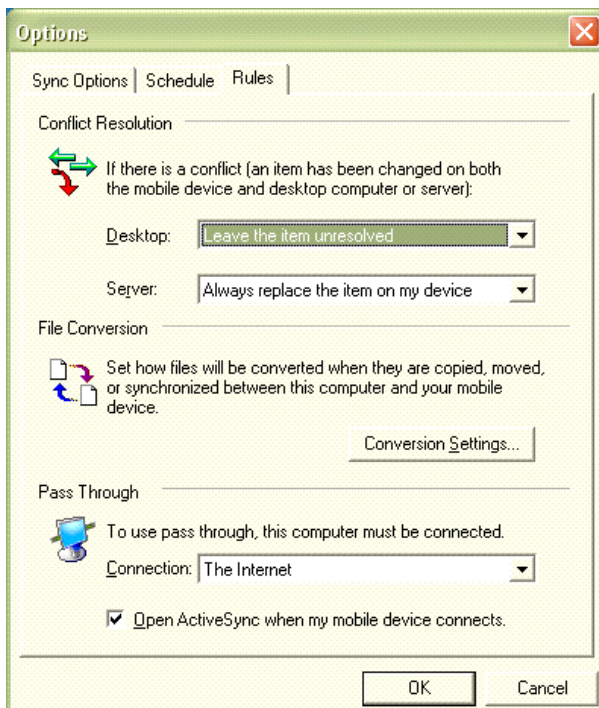 Options
Sync Options Schedule Rules
Conflict Resolution
If there is a conflict (an item has been changed on both
the mobile device and desktop computer or server):
Desktop: Leave the item unresolved
Server: Always replace the item on my device
File Conversion
Set how files will be converted when they are copied, moved,
or synchronized between this computer and your mobile
device.
Conversion Settings...
Pass Through
To use pass through, this computer must be connected.
Connection: The Internet
Open ActiveSync when my mobile device connects.
OK Cancel